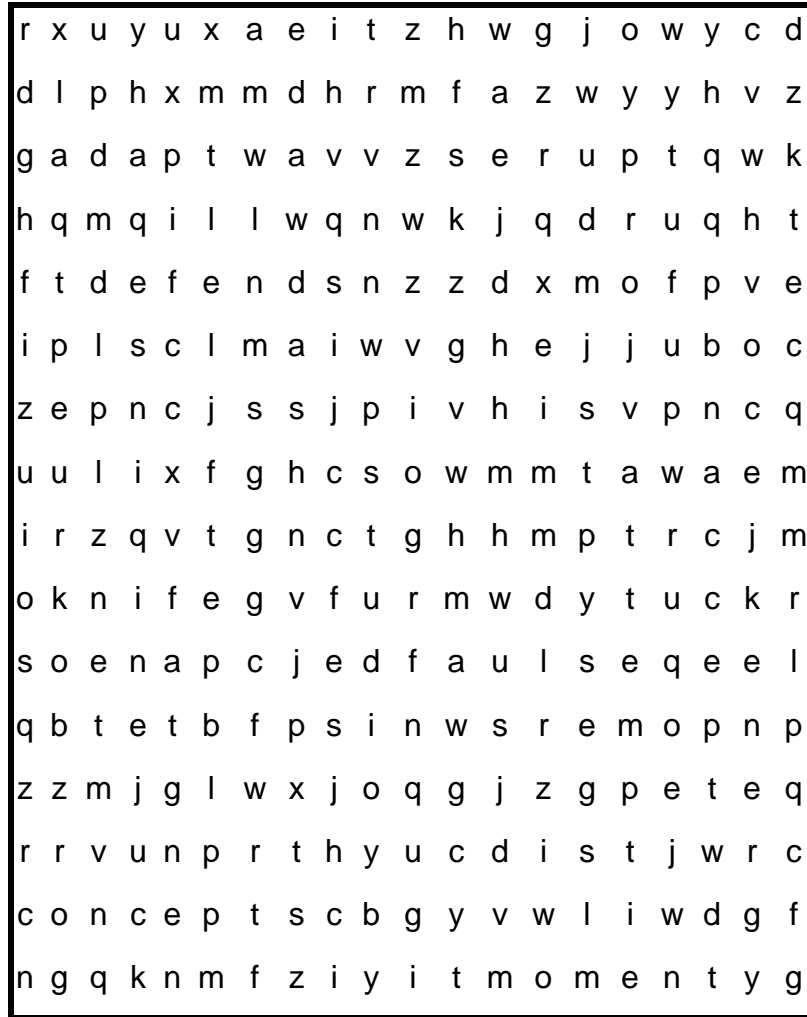 r x u y u x a e i t z h w g j o w y c d
d l p h x m m d h r m f a z w y y h v z
g a d a p t w a v v z s e r u p t q w k
h q m q i l l w q n w k j q d r u q h t
f t d e f e n d s n z z d x m o f p v e
i p l s c l m a i w v g h e j j u b o c
z e p n c j s s j p i v h i s v p n c q
u u l i x f g h c s o w m m t a w a e m
i r z q v t g n c t g h h m p t r c j m
o k n i f e g v f u r m w d y t u c k r
s o e n a p c j e d f a u l s e q e e l
q b t e t b f p s i n w s r e m o p n p
z z m j g l w x j o q g j z g p e t e q
r r v u n p r t h y u c d i s t j w r c
c o n c e p t s c b g y v w l i w d g f
n g q k n m f z i y i t m o m e n t y g